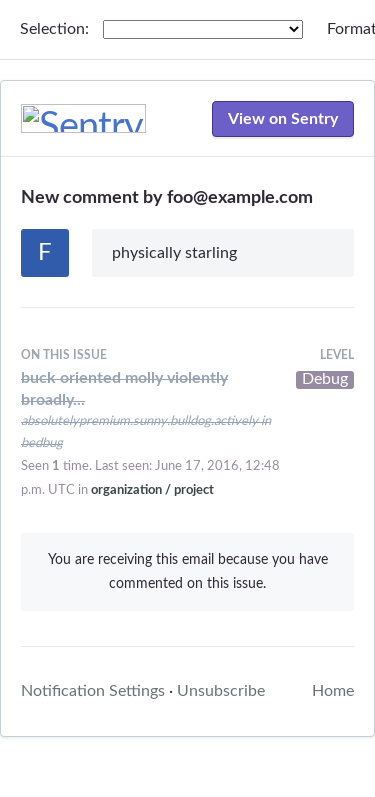 Selection:
Format
Sentry
View on Sentry
New comment by foo@example.com
F
physically starling
ON THIS ISSUE
LEVEL
buck oriented molly violently
broadly...
Debug
absolutelypremium.sunny.bulldog.actively in
bedbug
Seen 1 time. Last seen: June 17, 2016, 12:48
p.m. UTC in organization / project
You are receiving this email because you have
commented on this issue.
Notification Settings · Unsubscribe
Home